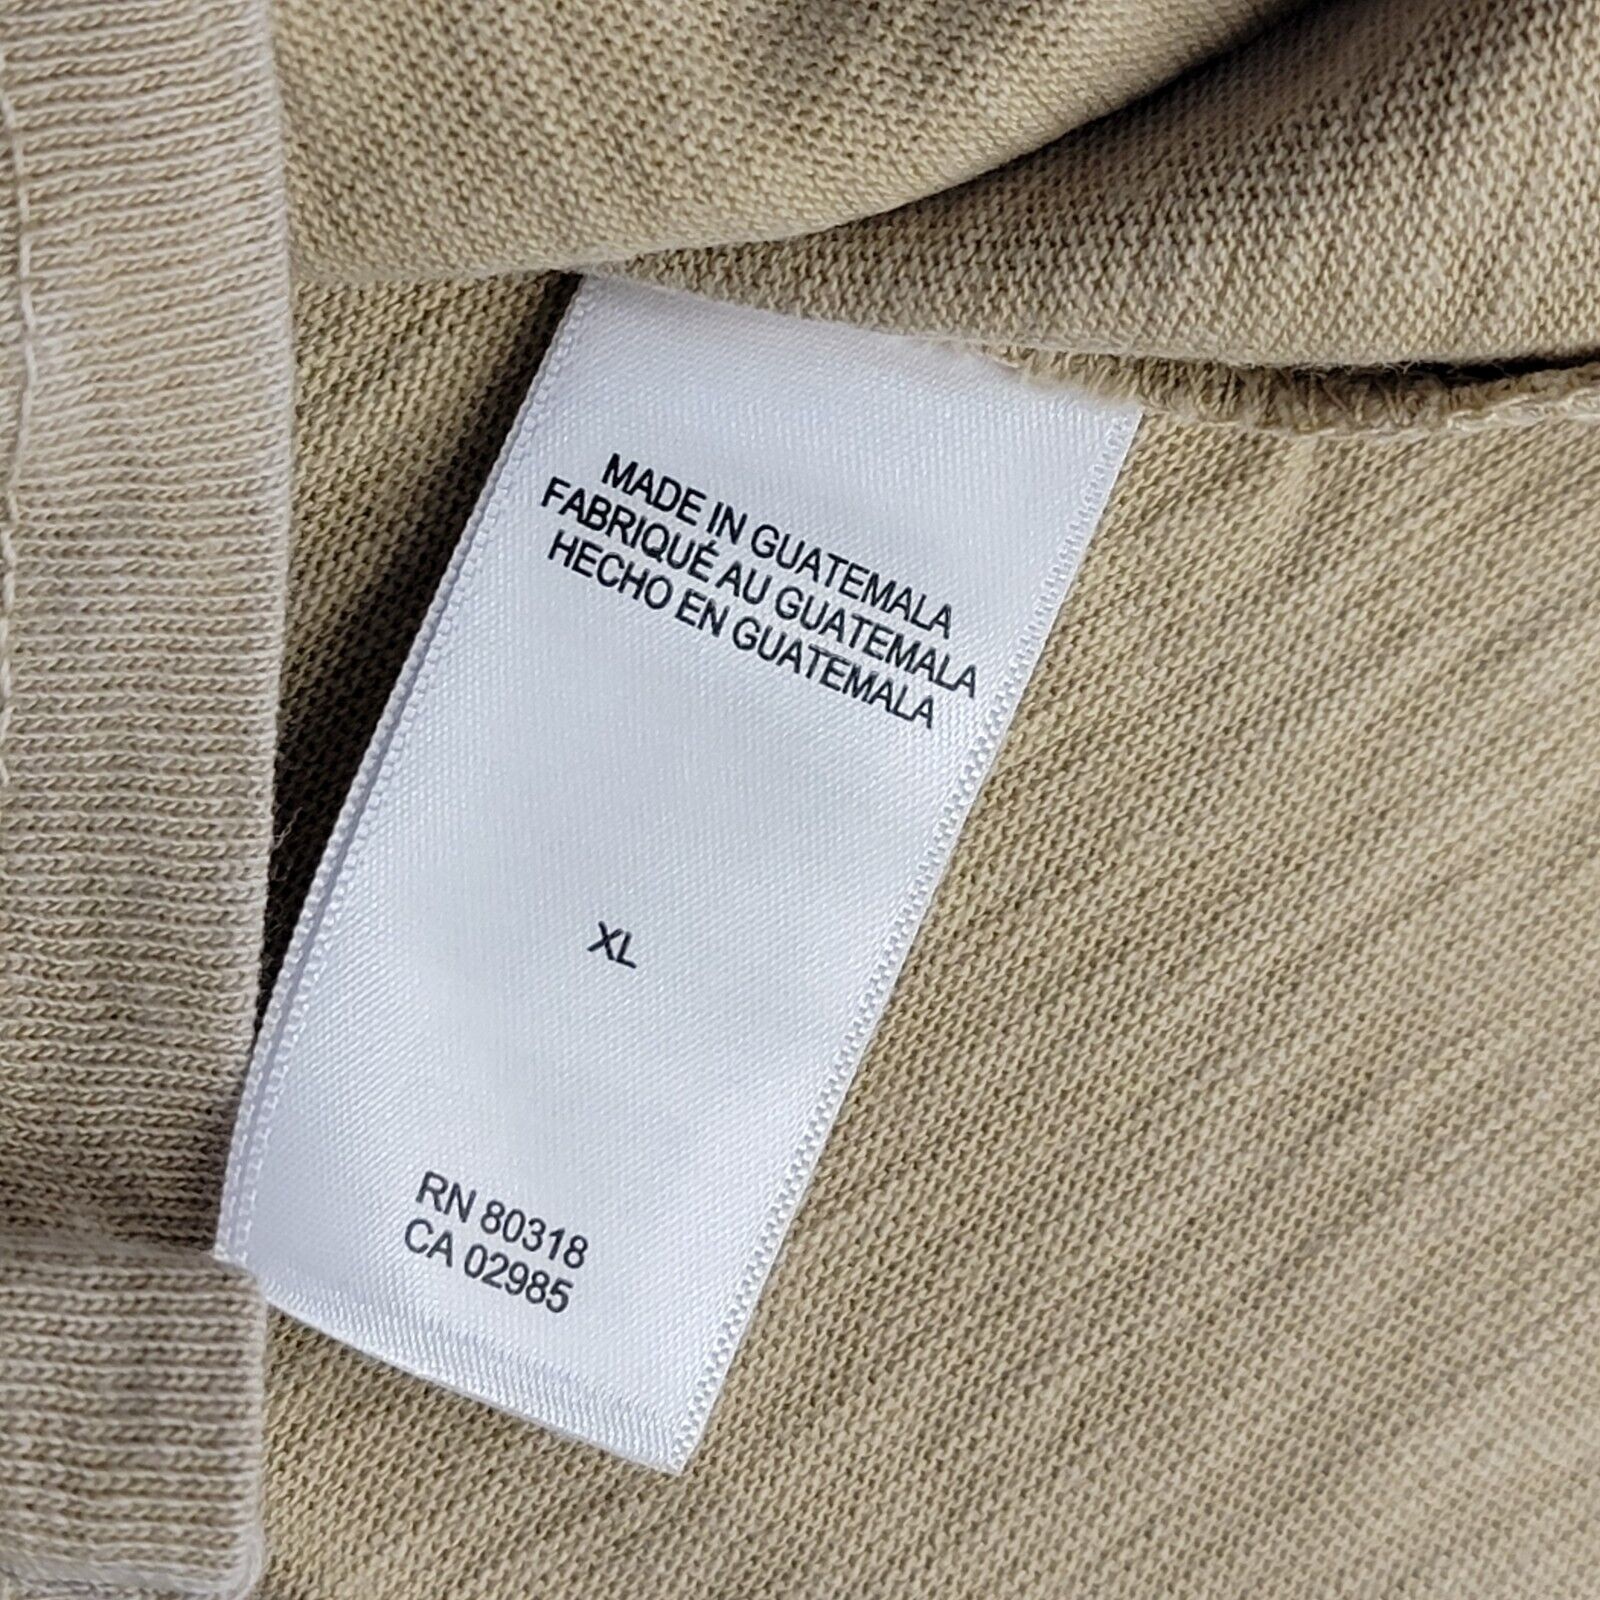 MADE IN GUATEMALA
FABRIQUÉ AU GUATEMALA
HECHO EN GUATEMALA
XL
RN 80318
CA 02985